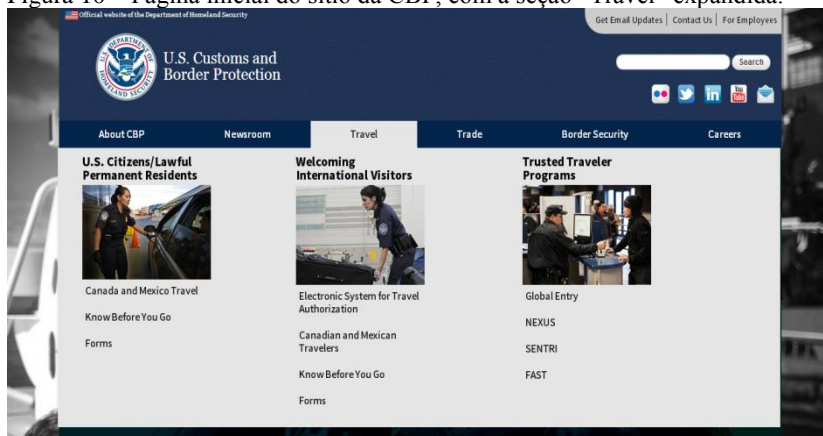 Figura 10 – Página inicial do sítio da CBP, com a seção "Travel" expandida.
Official website of the Department of Homeland Security
Get Email Updates | Contact Us | For Employees
U.S. Customs and
Border Protection
Search
About CBP Newsroom Travel Trade Border Security Careers
U.S. Citizens/Lawful
Permanent Residents
Canada and Mexico Travel
Know Before You Go
Forms
Welcoming
International Visitors
Electronic System for Travel
Authorization
Canadian and Mexican
Travelers
Know Before You Go
Forms
Trusted Traveler
Programs
Global Entry
NEXUS
SENTRI
FAST